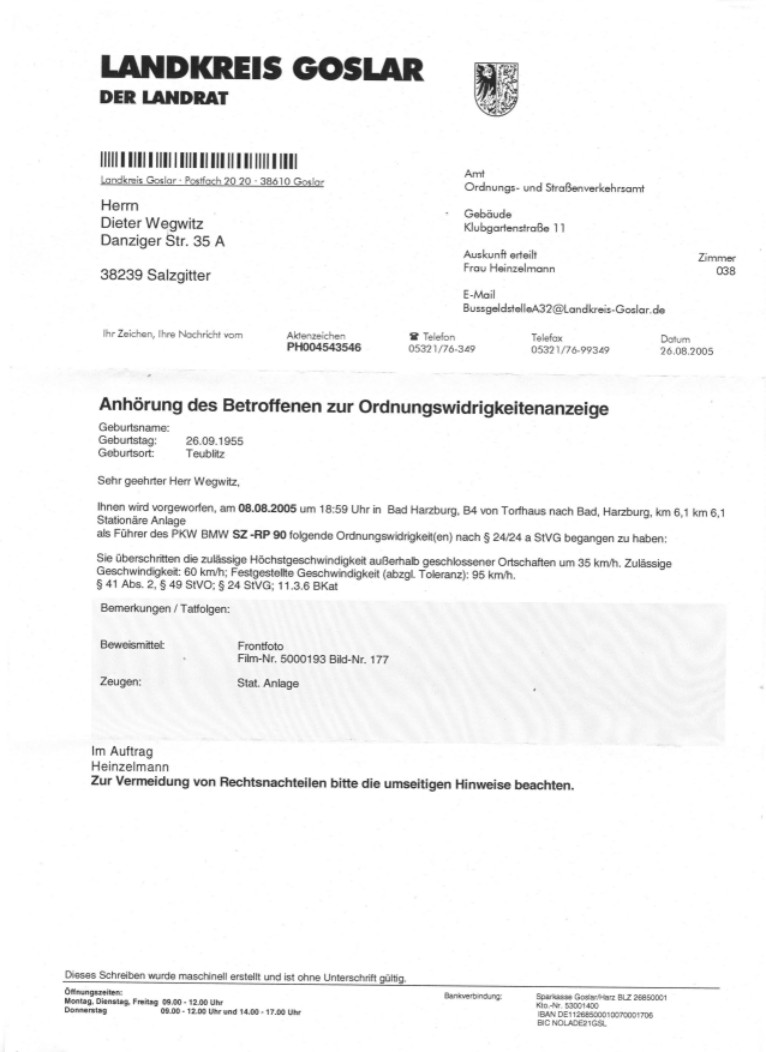 LANDKREIS GOSLAR
DER LANDRAT
Landkreis Goslar · Postfach 20 20 · 38610 Goslar
Herrn
Dieter Wegwitz
Danziger Str. 35 A
38239 Salzgitter
Amt
Ordnungs- und Straßenverkehrsamt
Gebäude
Klubgartenstraße 11
Auskunft erteilt Zimmer
Frau Heinzelmann 038
E-Mail
BussgeldstelleA32@Landkreis-Goslar.de
Ihr Zeichen, Ihre Nachricht vom Aktenzeichen ☎ Telefon Telefax Datum
PH004543546 05321/76-349 05321/76-99349 26.08.2005
Anhörung des Betroffenen zur Ordnungswidrigkeitenanzeige
Geburtsname:
Geburtstag: 26.09.1955
Geburtsort: Teublitz
Sehr geehrter Herr Wegwitz,
Ihnen wird vorgeworfen, am 08.08.2005 um 18:59 Uhr in Bad Harzburg, B4 von Torfhaus nach Bad, Harzburg, km 6,1 km 6,1
Stationäre Anlage
als Führer des PKW BMW SZ -RP 90 folgende Ordnungswidrigkeit(en) nach § 24/24 a StVG begangen zu haben:
Sie überschritten die zulässige Höchstgeschwindigkeit außerhalb geschlossener Ortschaften um 35 km/h. Zulässige
Geschwindigkeit: 60 km/h; Festgestellte Geschwindigkeit (abzgl. Toleranz): 95 km/h.
§ 41 Abs. 2, § 49 StVO; § 24 StVG; 11.3.6 BKat
Bemerkungen / Tatfolgen:
Beweismittel: Frontfoto
Film-Nr. 5000193 Bild-Nr. 177
Zeugen: Stat. Anlage
Im Auftrag
Heinzelmann
Zur Vermeidung von Rechtsnachteilen bitte die umseitigen Hinweise beachten.
Dieses Schreiben wurde maschinell erstellt und ist ohne Unterschrift gültig.
Öffnungszeiten:
Montag, Dienstag, Freitag 09.00 - 12.00 Uhr
Donnerstag 09.00 - 12.00 Uhr und 14.00 - 17.00 Uhr
Bankverbindung: Sparkasse Goslar/Harz BLZ 26850001
Kto.-Nr. 53001400
IBAN DE11268500010070001706
BIC NOLADE21GSL